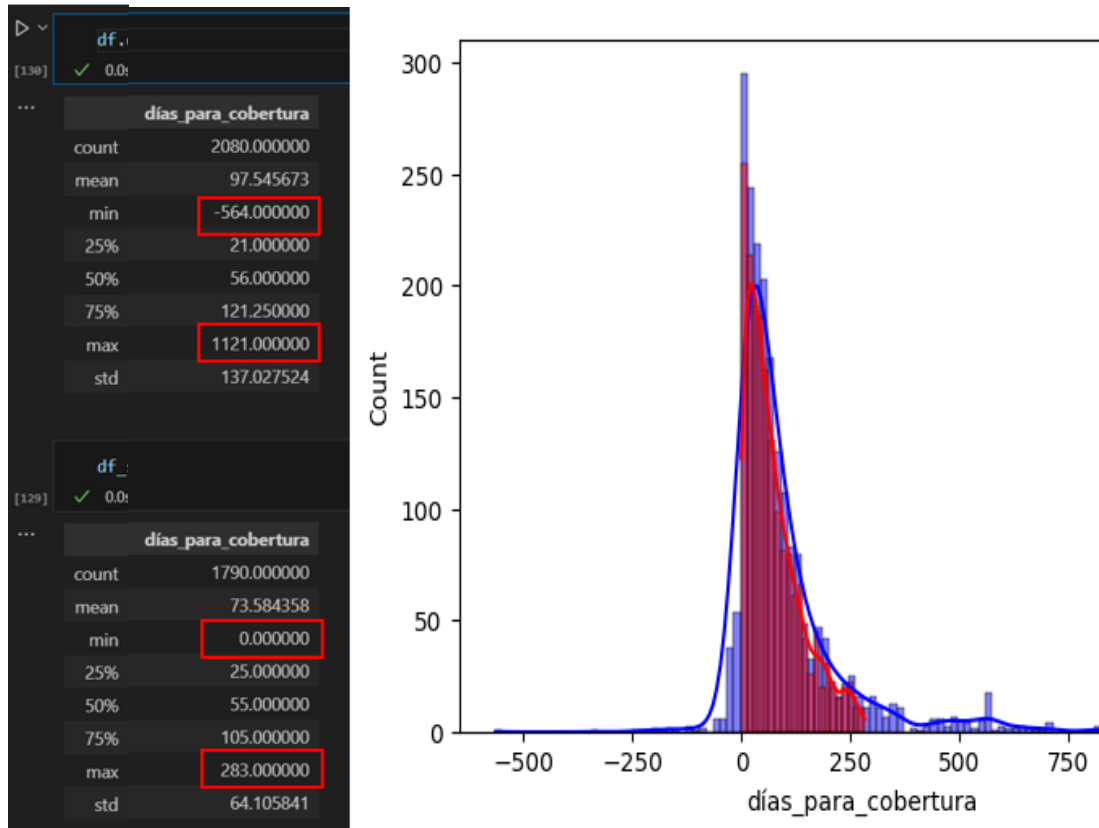 df.
[130]
0.0s
...
días_para_cobertura
count 2080.000000
mean 97.545673
min -564.000000
25% 21.000000
50% 56.000000
75% 121.250000
max 1121.000000
std 137.027524
df_
[129]
0.0s
...
días_para_cobertura
count 1790.000000
mean 73.584358
min 0.000000
25% 25.000000
50% 55.000000
75% 105.000000
max 283.000000
std 64.105841
300
250
200
150
100
50
0
Count
−500 −250 0 250 500 750
días_para_cobertura